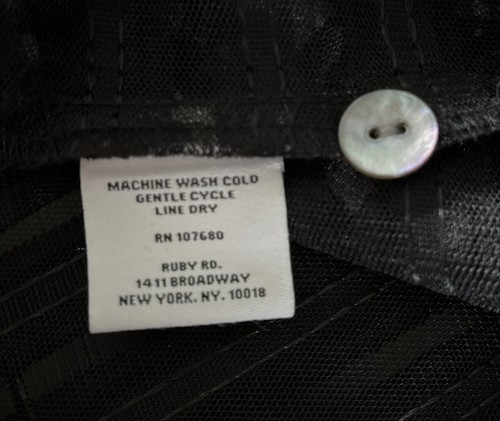 MACHINE WASH COLD
GENTLE CYCLE
LINE DRY
RN 107680
RUBY RD.
1411 BROADWAY
NEW YORK. NY. 10018